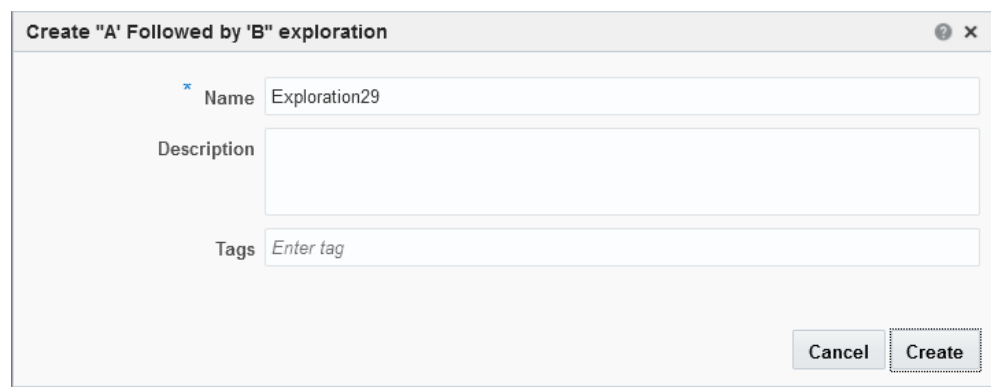 Create "A' Followed by 'B" exploration
* Name Exploration29
Description
Tags Enter tag
Cancel Create